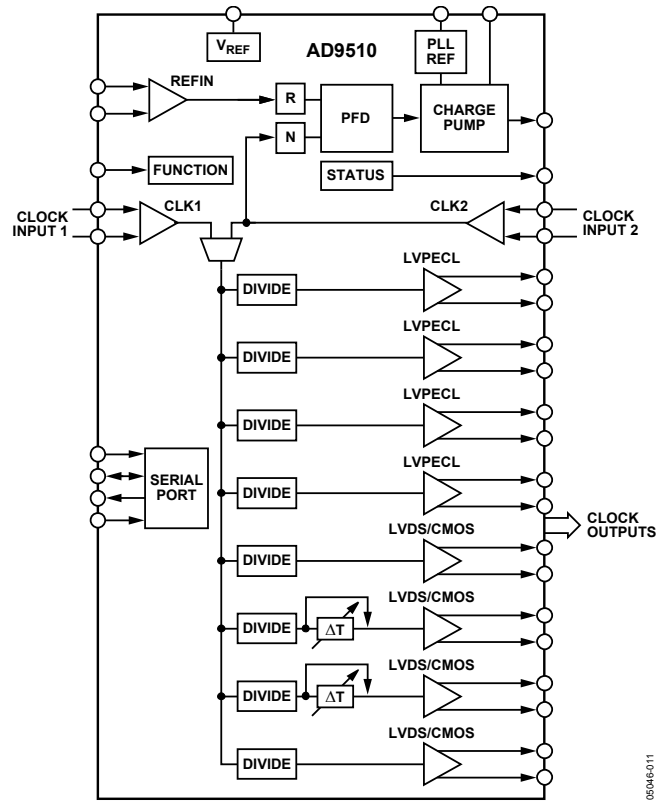 VREF
AD9510
PLL
REF
REFIN
R
PFD
CHARGE
PUMP
N
FUNCTION
STATUS
CLOCK
INPUT 1
CLK1
CLK2
CLOCK
INPUT 2
LVPECL
DIVIDE
LVPECL
DIVIDE
LVPECL
DIVIDE
LVPECL
DIVIDE
SERIAL
PORT
CLOCK
OUTPUTS
LVDS/CMOS
DIVIDE
LVDS/CMOS
DIVIDE
ΔT
LVDS/CMOS
DIVIDE
ΔT
LVDS/CMOS
DIVIDE
05046-011